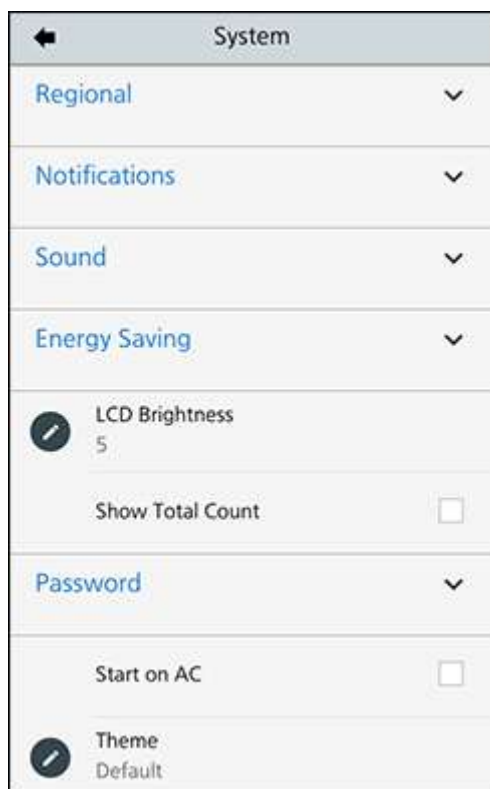 System
Regional
Notifications
Sound
Energy Saving
LCD Brightness
5
Show Total Count
Password
Start on AC
Theme
Default